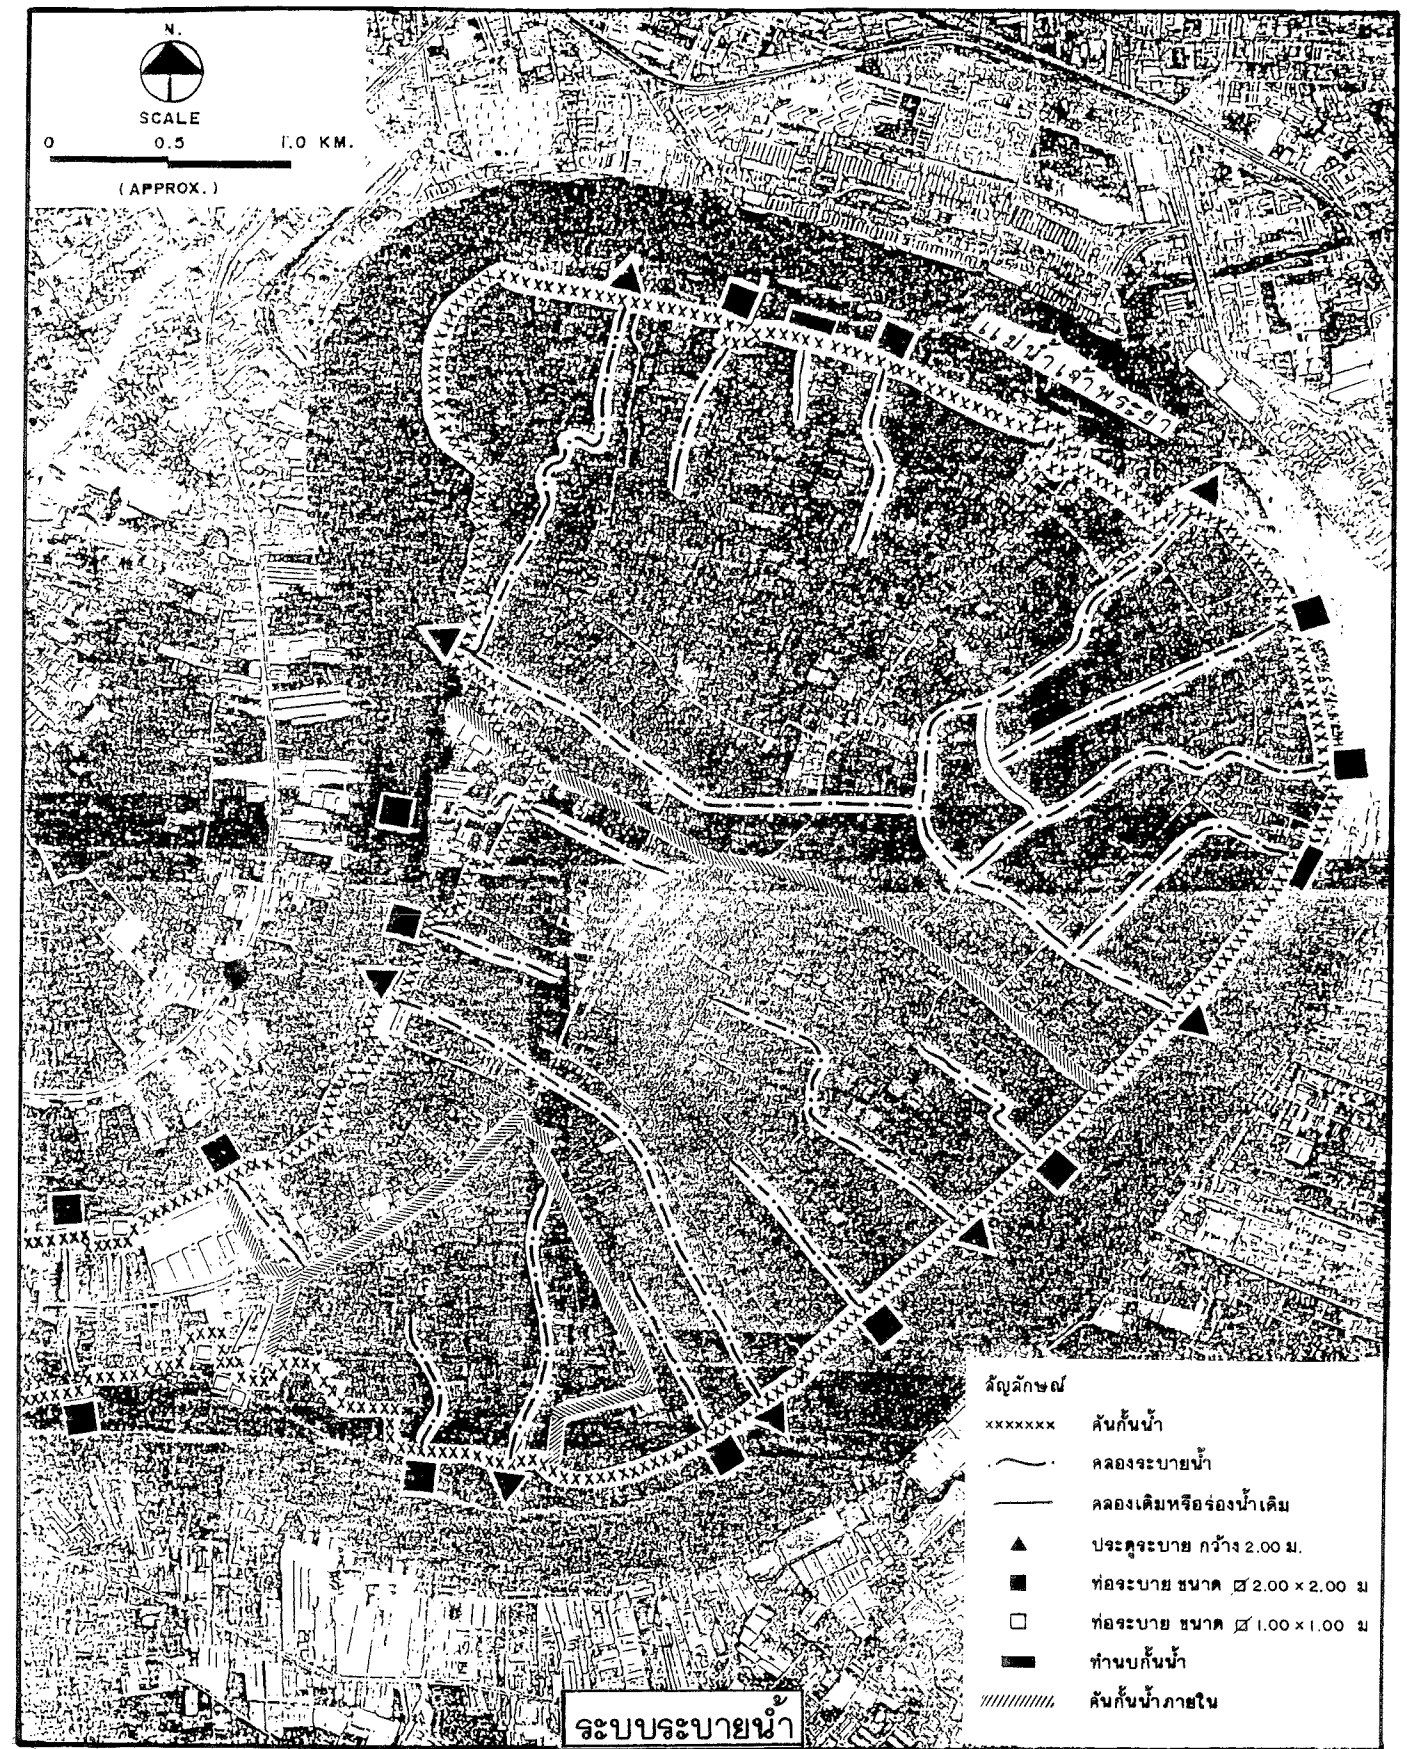 N.
SCALE
0 0.5 1.0 KM.
(APPROX.)
แม่น้ำเจ้าพระยา
สัญลักษณ์
xxxxxxx คันกั้นน้ำ
คลองระบายน้ำ
คลองเดิมหรือร่องน้ำเดิม
ประตูระบาย กว้าง 2.00 ม.
ท่อระบาย ขนาด 2.00 × 2.00 ม
ท่อระบาย ขนาด 1.00 × 1.00 ม
ทำนบกั้นน้ำ
คันกั้นน้ำภายใน
ระบบระบายน้ำ